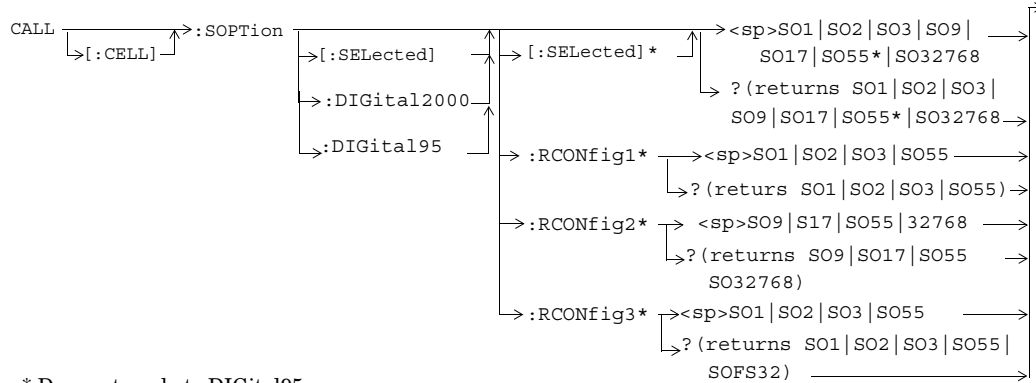 CALL [:CELL] :SOPTion [:SELected] [:SELected]* <sp>SO1|SO2|SO3|SO9|
SO17|SO55*|SO32768
:DIGital2000 ?(returns SO1|SO2|SO3|
SO9|SO17|SO55*|SO32768
:DIGital95 :RCONfig1* <sp>SO1|SO2|SO3|SO55
?(returs SO1|SO2|SO3|SO55)
:RCONfig2* <sp>SO9|S17|SO55|32768
?(returns SO9|SO17|SO55
SO32768)
:RCONfig3* <sp>SO1|SO2|SO3|SO55
?(returns SO1|SO2|SO3|SO55|
SOFS32)